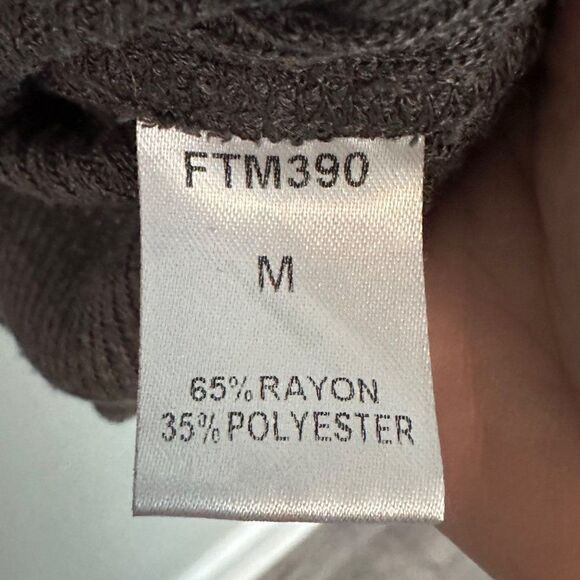 FTM390
M
65% RAYON
35% POLYESTER